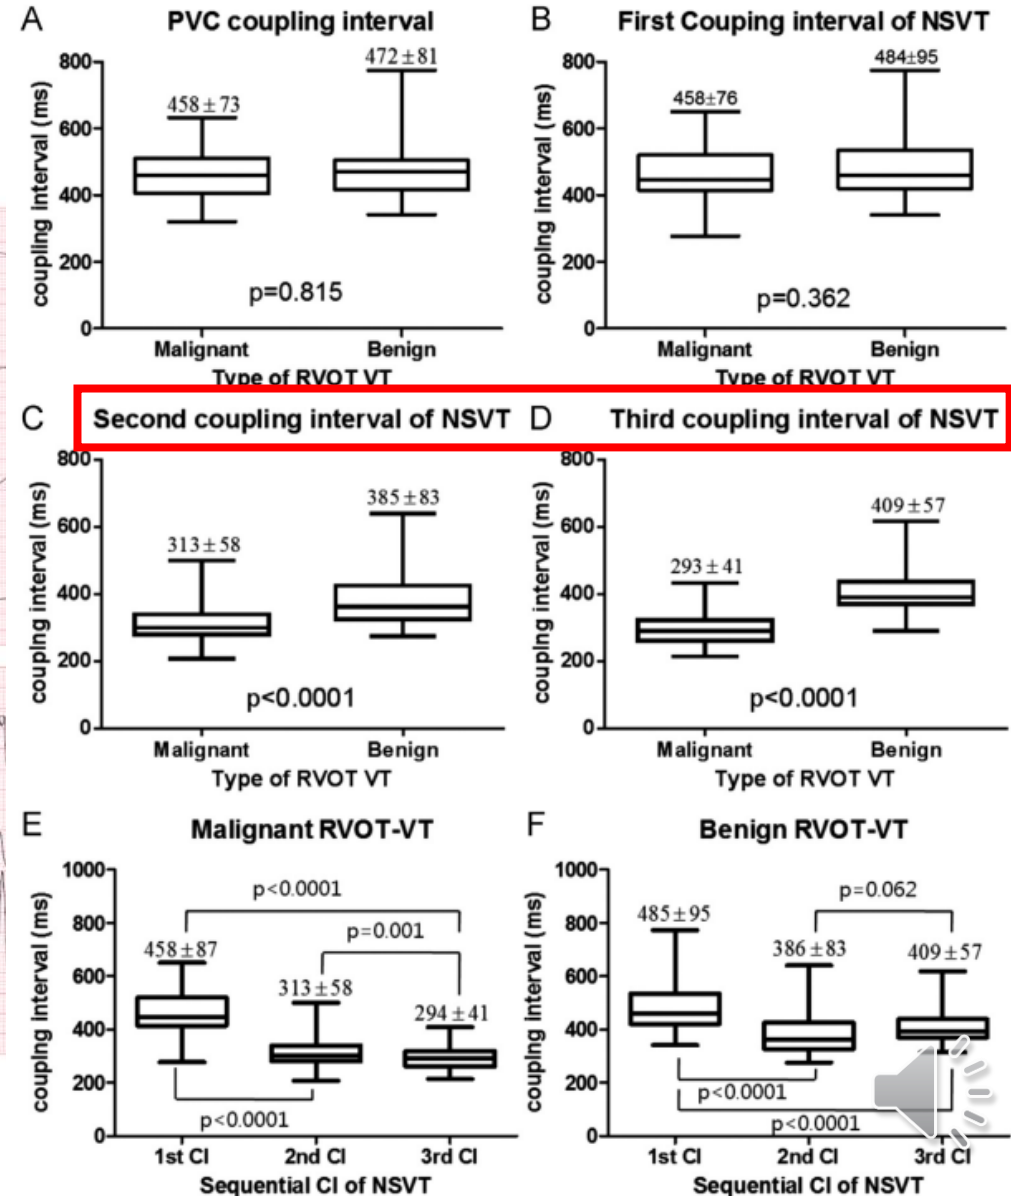 A PVC coupling interval
coupling interval (ms)
800
600
400
200
0
458±73
472±81
p=0.815
Malignant Benign
Type of RVOT VT
B First Couping interval of NSVT
couplng interval (ms)
800
600
400
200
0
458±76
484±95
p=0.362
Malignant Benign
Type of RVOT VT
C Second coupling interval of NSVT
couplng interval (ms)
800
600
400
200
0
313±58
385±83
p<0.0001
Malignant Benign
Type of RVOT VT
D Third coupling interval of NSVT
couplng interval (ms)
800
600
400
200
0
293±41
409±57
p<0.0001
Malignant Benign
Type of RVOT VT
E Malignant RVOT-VT
couplng interval (ms)
1000
800
600
400
200
0
p<0.0001
p=0.001
458±87
313±58
294±41
p<0.0001
1st CI 2nd CI 3rd CI
Sequential CI of NSVT
F Benign RVOT-VT
couplng interval (ms)
1000
800
600
400
200
0
p=0.062
485±95
386±83
409±57
p<0.0001
p<0.0001
1st CI 2nd CI 3rd CI
Sequential CI of NSVT